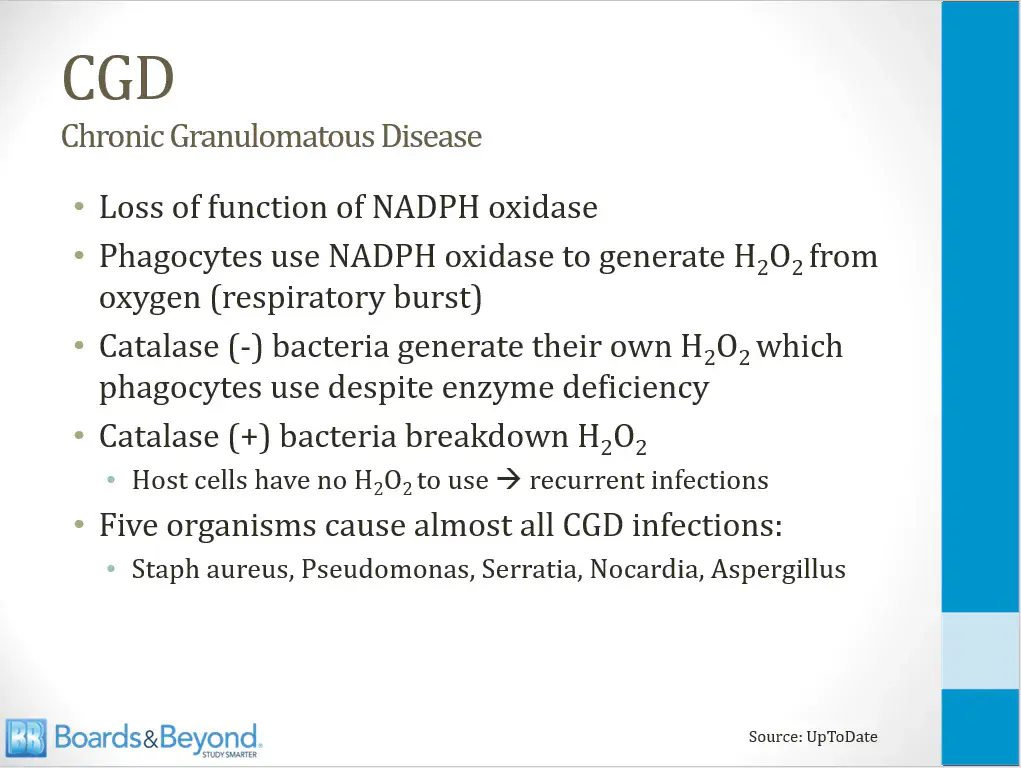 CGD
Chronic Granulomatous Disease
• Loss of function of NADPH oxidase
• Phagocytes use NADPH oxidase to generate H₂O₂ from
oxygen (respiratory burst)
• Catalase (-) bacteria generate their own H₂O₂ which
phagocytes use despite enzyme deficiency
• Catalase (+) bacteria breakdown H₂O₂
• Host cells have no H₂O₂ to use → recurrent infections
• Five organisms cause almost all CGD infections:
• Staph aureus, Pseudomonas, Serratia, Nocardia, Aspergillus
BB Boards&Beyond.
STUDY SMARTER
Source: UpToDate